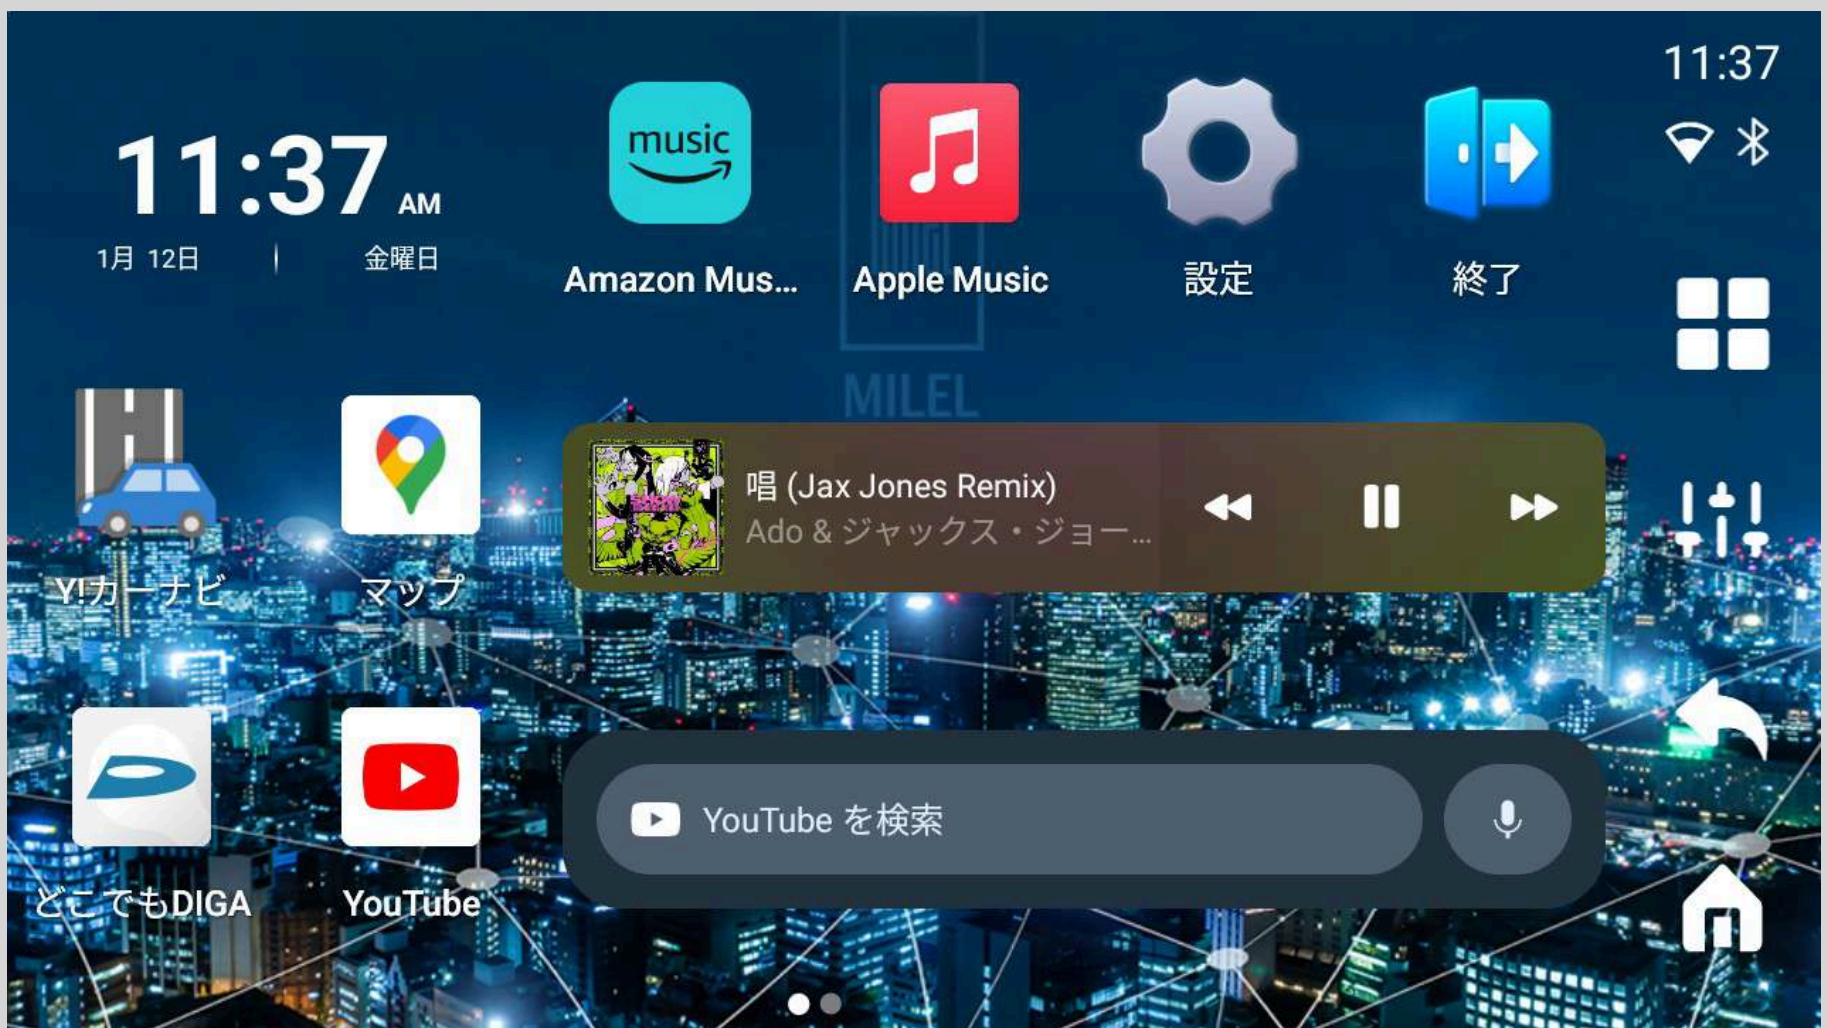 11:37
11:37 AM
1月 12日 | 金曜日
music
Amazon Mus...
Apple Music
設定
終了
MILEL
Y!カーナビ
マップ
唱 (Jax Jones Remix)
Ado & ジャックス・ジョー...
どこでもDIGA
YouTube
YouTube を検索